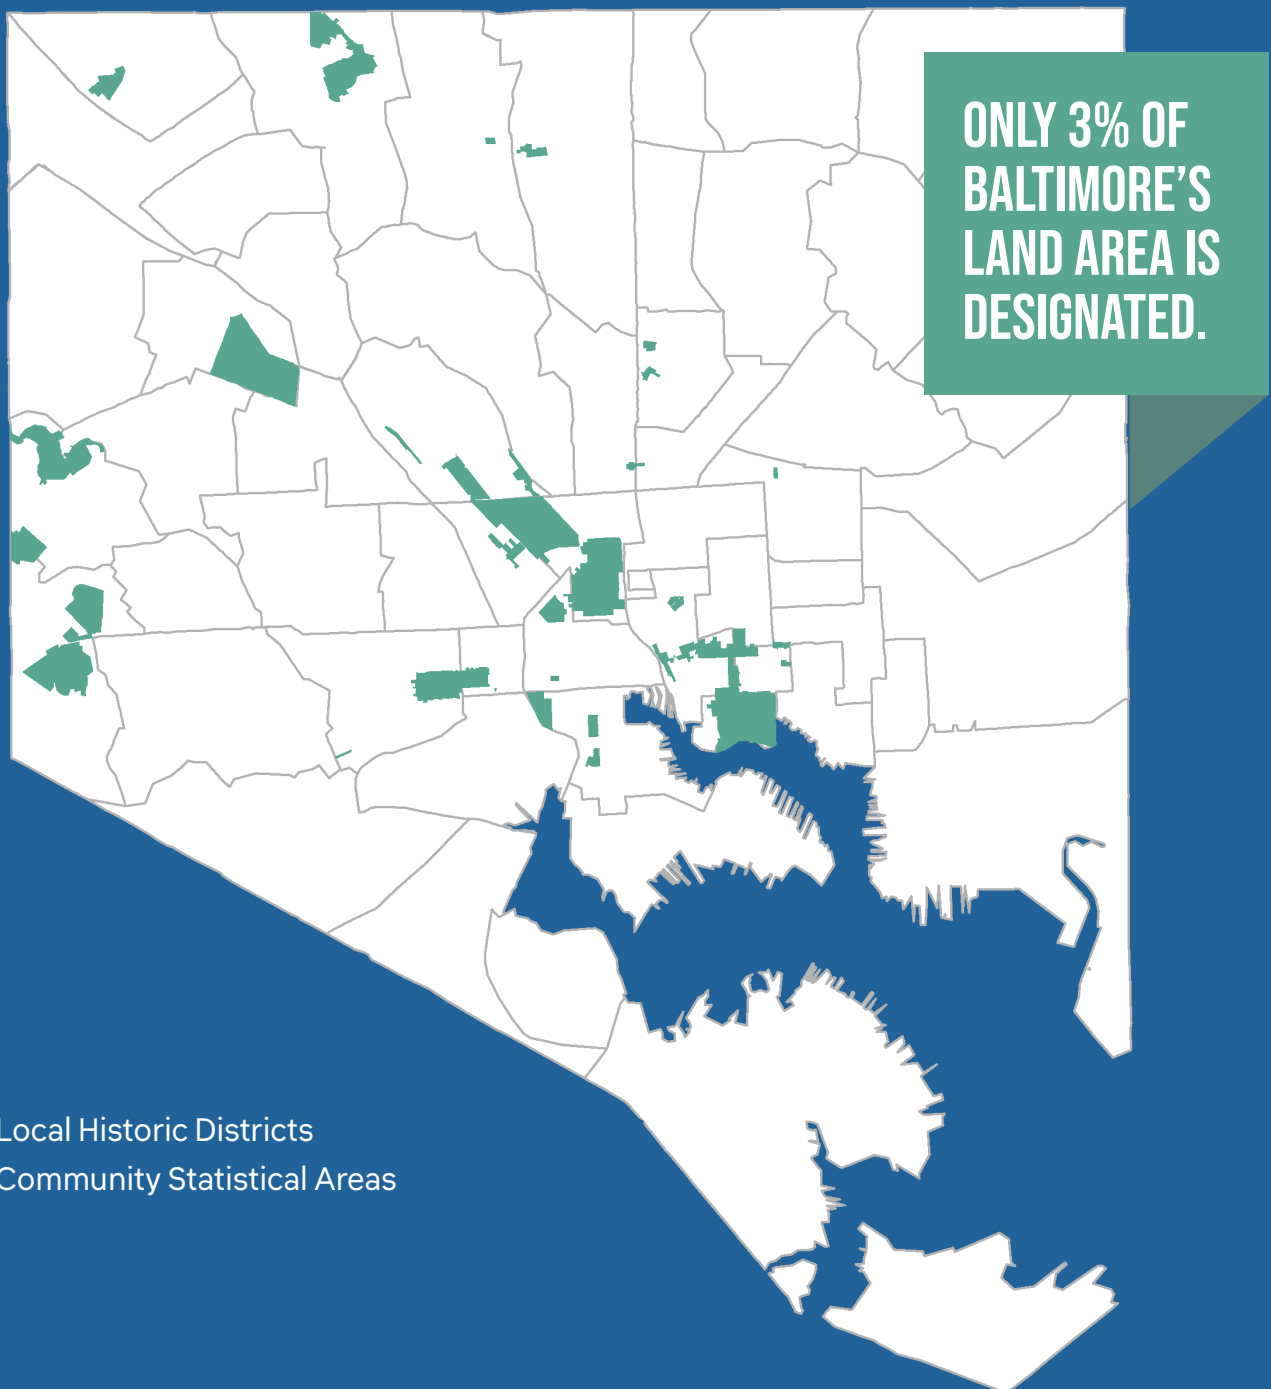 ONLY 3% OF
BALTIMORE'S
LAND AREA IS
DESIGNATED.
Local Historic Districts
Community Statistical Areas